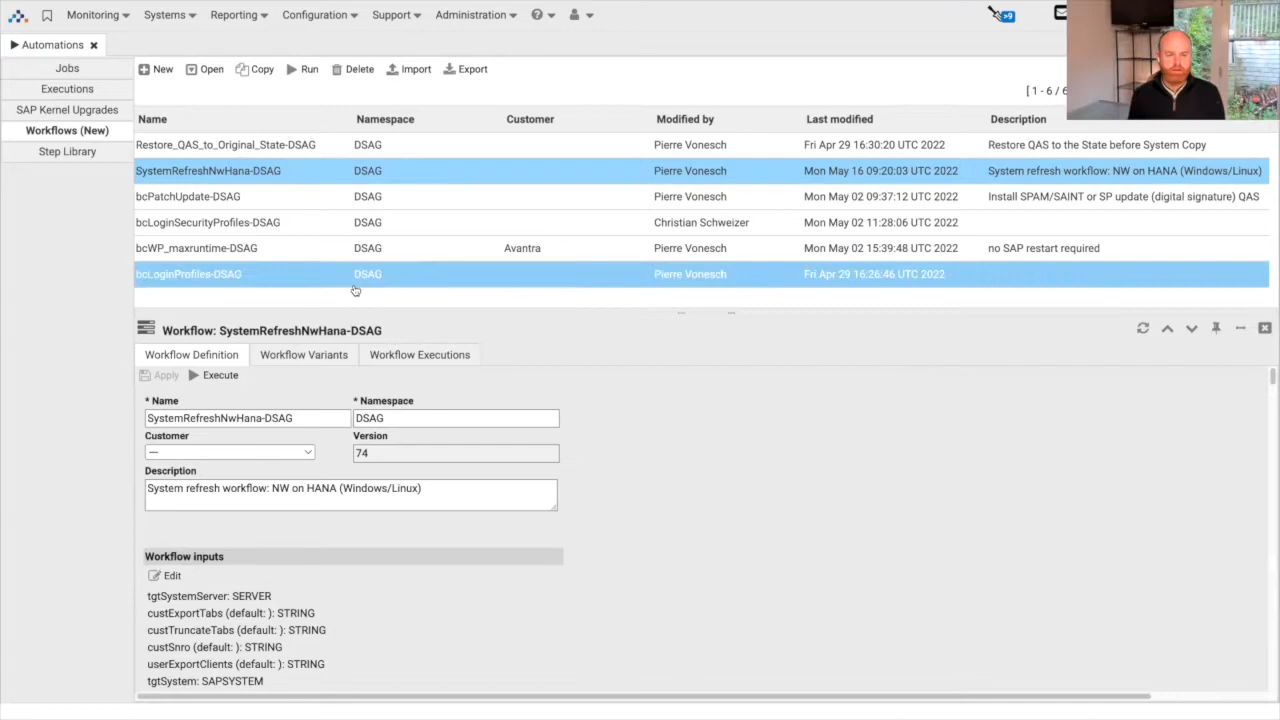 Monitoring Systems Reporting Configuration Support Administration >9
Automations
Jobs
Executions
SAP Kernel Upgrades
Workflows (New)
Step Library
New Open Copy Run Delete Import Export
[ 1 - 6 / 6
Name Namespace Customer Modified by Last modified Description
Restore_QAS_to_Original_State-DSAG DSAG Pierre Vonesch Fri Apr 29 16:30:20 UTC 2022 Restore QAS to the State before System Copy
SystemRefreshNwHana-DSAG DSAG Pierre Vonesch Mon May 16 09:20:03 UTC 2022 System refresh workflow: NW on HANA (Windows/Linux)
bcPatchUpdate-DSAG DSAG Pierre Vonesch Mon May 02 09:37:12 UTC 2022 Install SPAM/SAINT or SP update (digital signature) QAS
bcLoginSecurityProfiles-DSAG DSAG Christian Schweizer Mon May 02 11:28:06 UTC 2022
bcWP_maxruntime-DSAG DSAG Avantra Pierre Vonesch Mon May 02 15:39:48 UTC 2022 no SAP restart required
bcLoginProfiles-DSAG DSAG Pierre Vonesch Fri Apr 29 16:26:46 UTC 2022
Workflow: SystemRefreshNwHana-DSAG
Workflow Definition Workflow Variants Workflow Executions
Apply Execute
* Name * Namespace
SystemRefreshNwHana-DSAG DSAG
Customer Version
— 74
Description
System refresh workflow: NW on HANA (Windows/Linux)
Workflow inputs
Edit
tgtSystemServer: SERVER
custExportTabs (default: ): STRING
custTruncateTabs (default: ): STRING
custSnro (default: ): STRING
userExportClients (default: ): STRING
tgtSystem: SAPSYSTEM